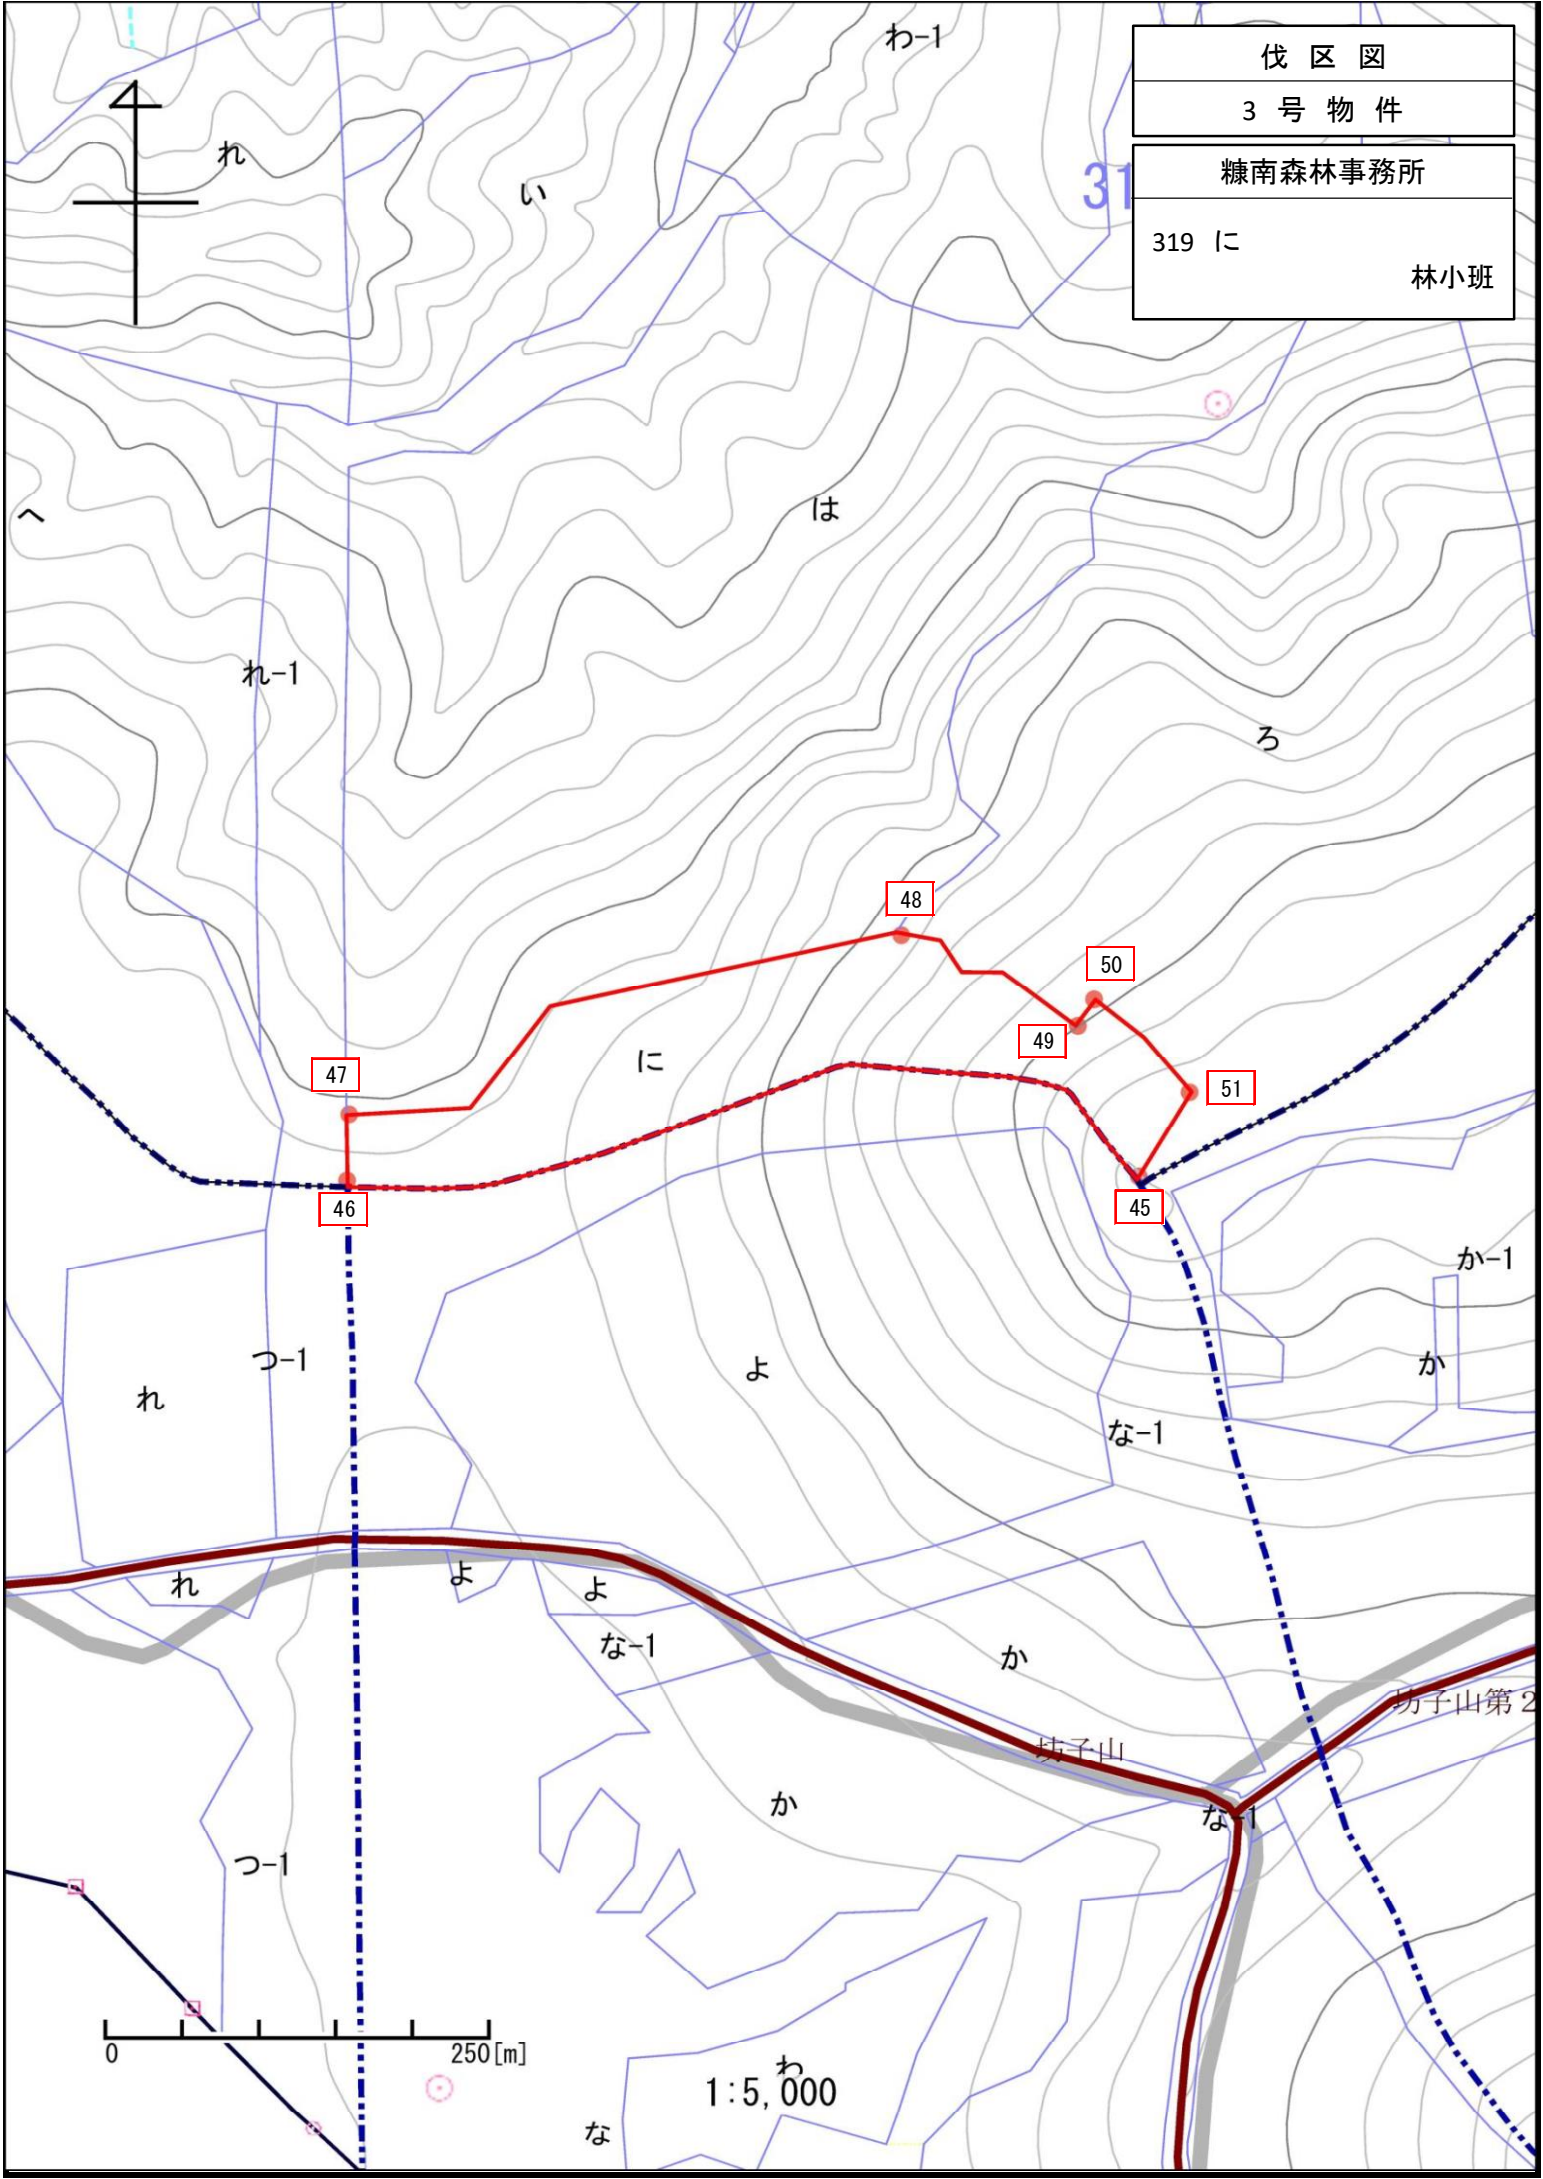 わ-1
伐 区 図
3 号 物 件
糠南森林事務所
319 に
林小班
31
れ
い
へ
は
れ-1
ろ
48
50
49
47
に
51
46
45
か-1
つ-1
れ
よ
か
な-1
れ
よ
よ
な-1
か
坊子山第2
坊子山
か
な-1
つ-1
0
250[m]
わ
1:5,000
な